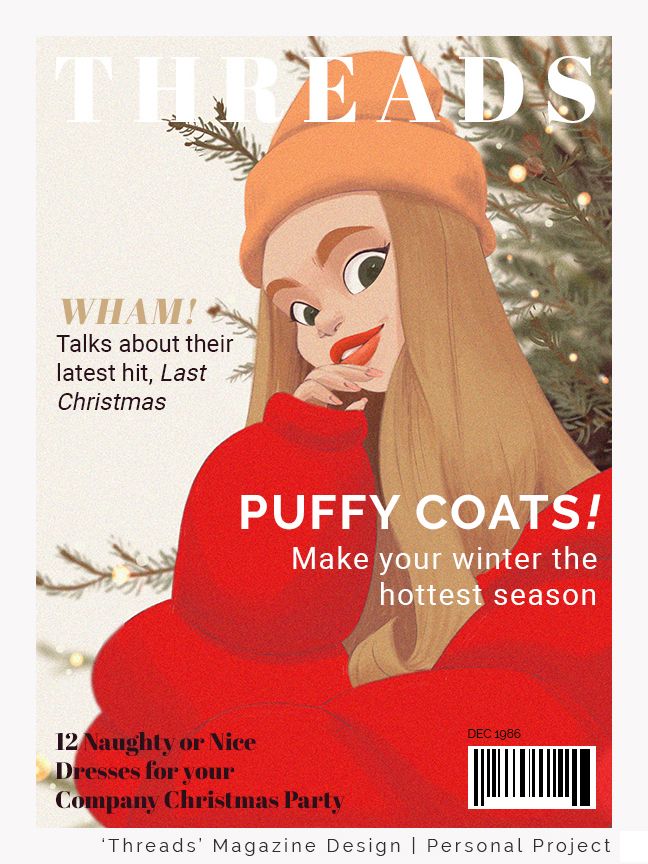 THREADS
WHAM!
Talks about their
latest hit, Last
Christmas
PUFFY COATS!
Make your winter the
hottest season
12 Naughty or Nice
Dresses for your
Company Christmas Party
DEC 1986
‘Threads’ Magazine Design | Personal Project